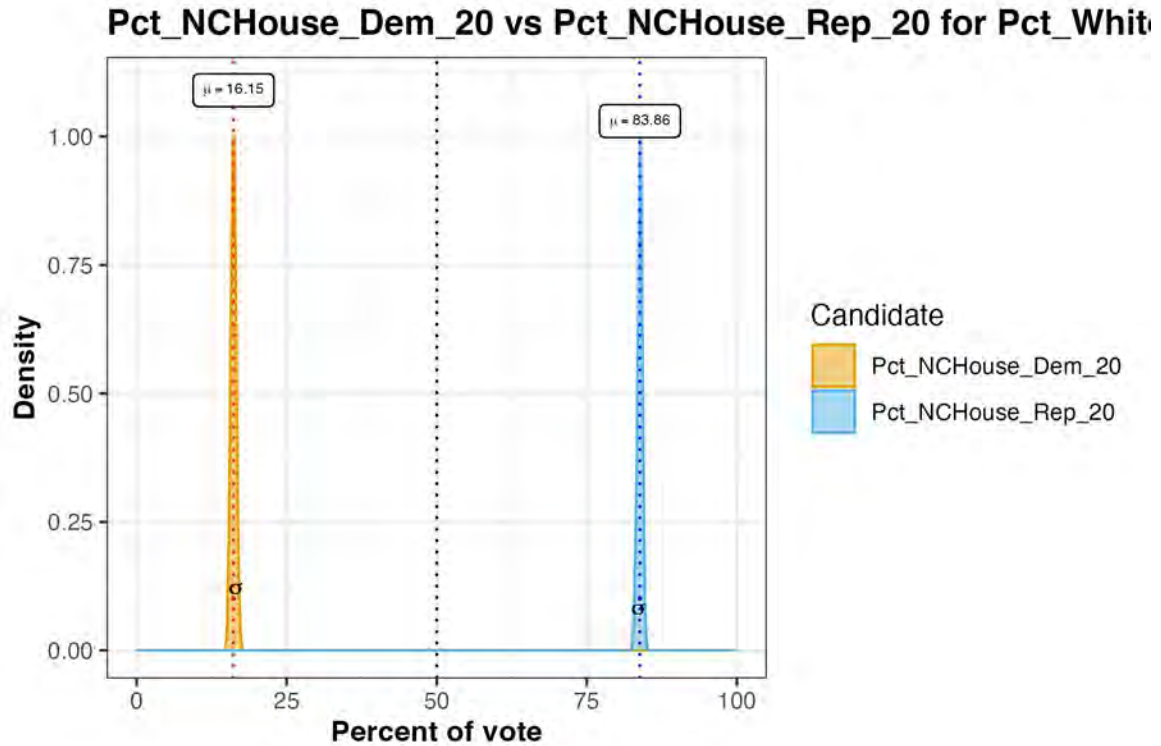 Pct_NCHouse_Dem_20 vs Pct_NCHouse_Rep_20 for Pct_White
μ = 16.15
μ = 83.86
1.00
0.75
0.50
0.25
0.00
Density
σ
σ
0 25 50 75 100
Percent of vote
Candidate
Pct_NCHouse_Dem_20
Pct_NCHouse_Rep_20